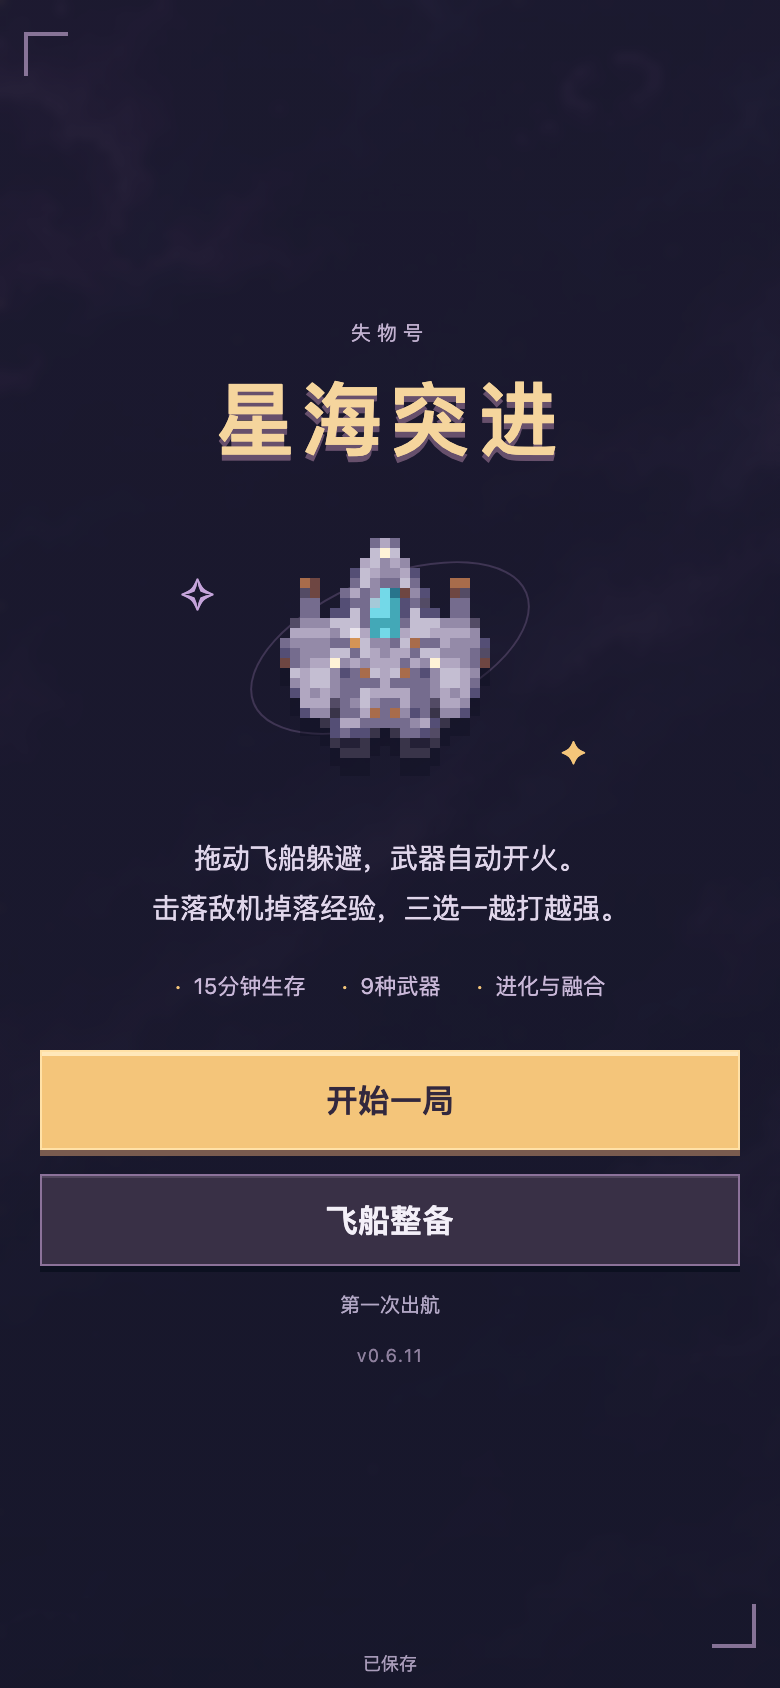 失物号
星海突进
拖动飞船躲避，武器自动开火。
击落敌机掉落经验，三选一越打越强。
· 15分钟生存 · 9种武器 · 进化与融合
开始一局
飞船整备
第一次出航
v0.6.11
已保存